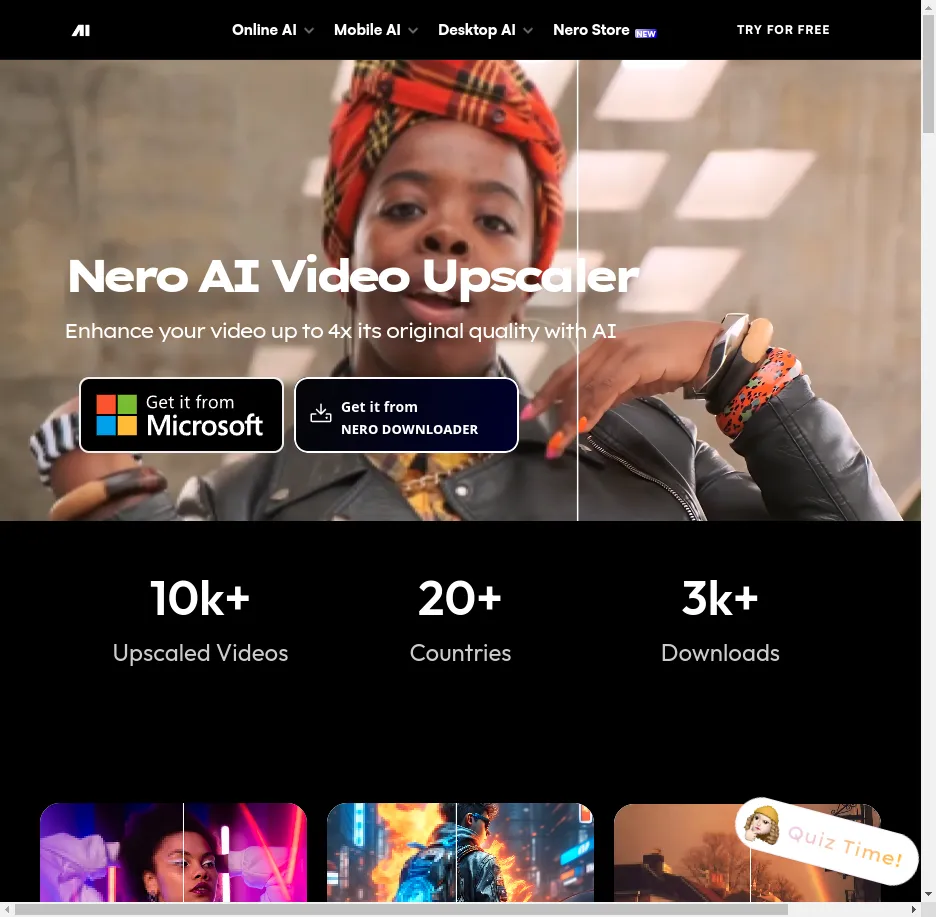 AI
Online AI
Mobile AI
Desktop AI
Nero Store NEW
TRY FOR FREE
Nero AI Video Upscaler
Enhance your video up to 4x its original quality with AI
Get it from
Microsoft
Get it from
NERO DOWNLOADER
10k+
20+
3k+
Upscaled Videos
Countries
Downloads
Quiz Time!